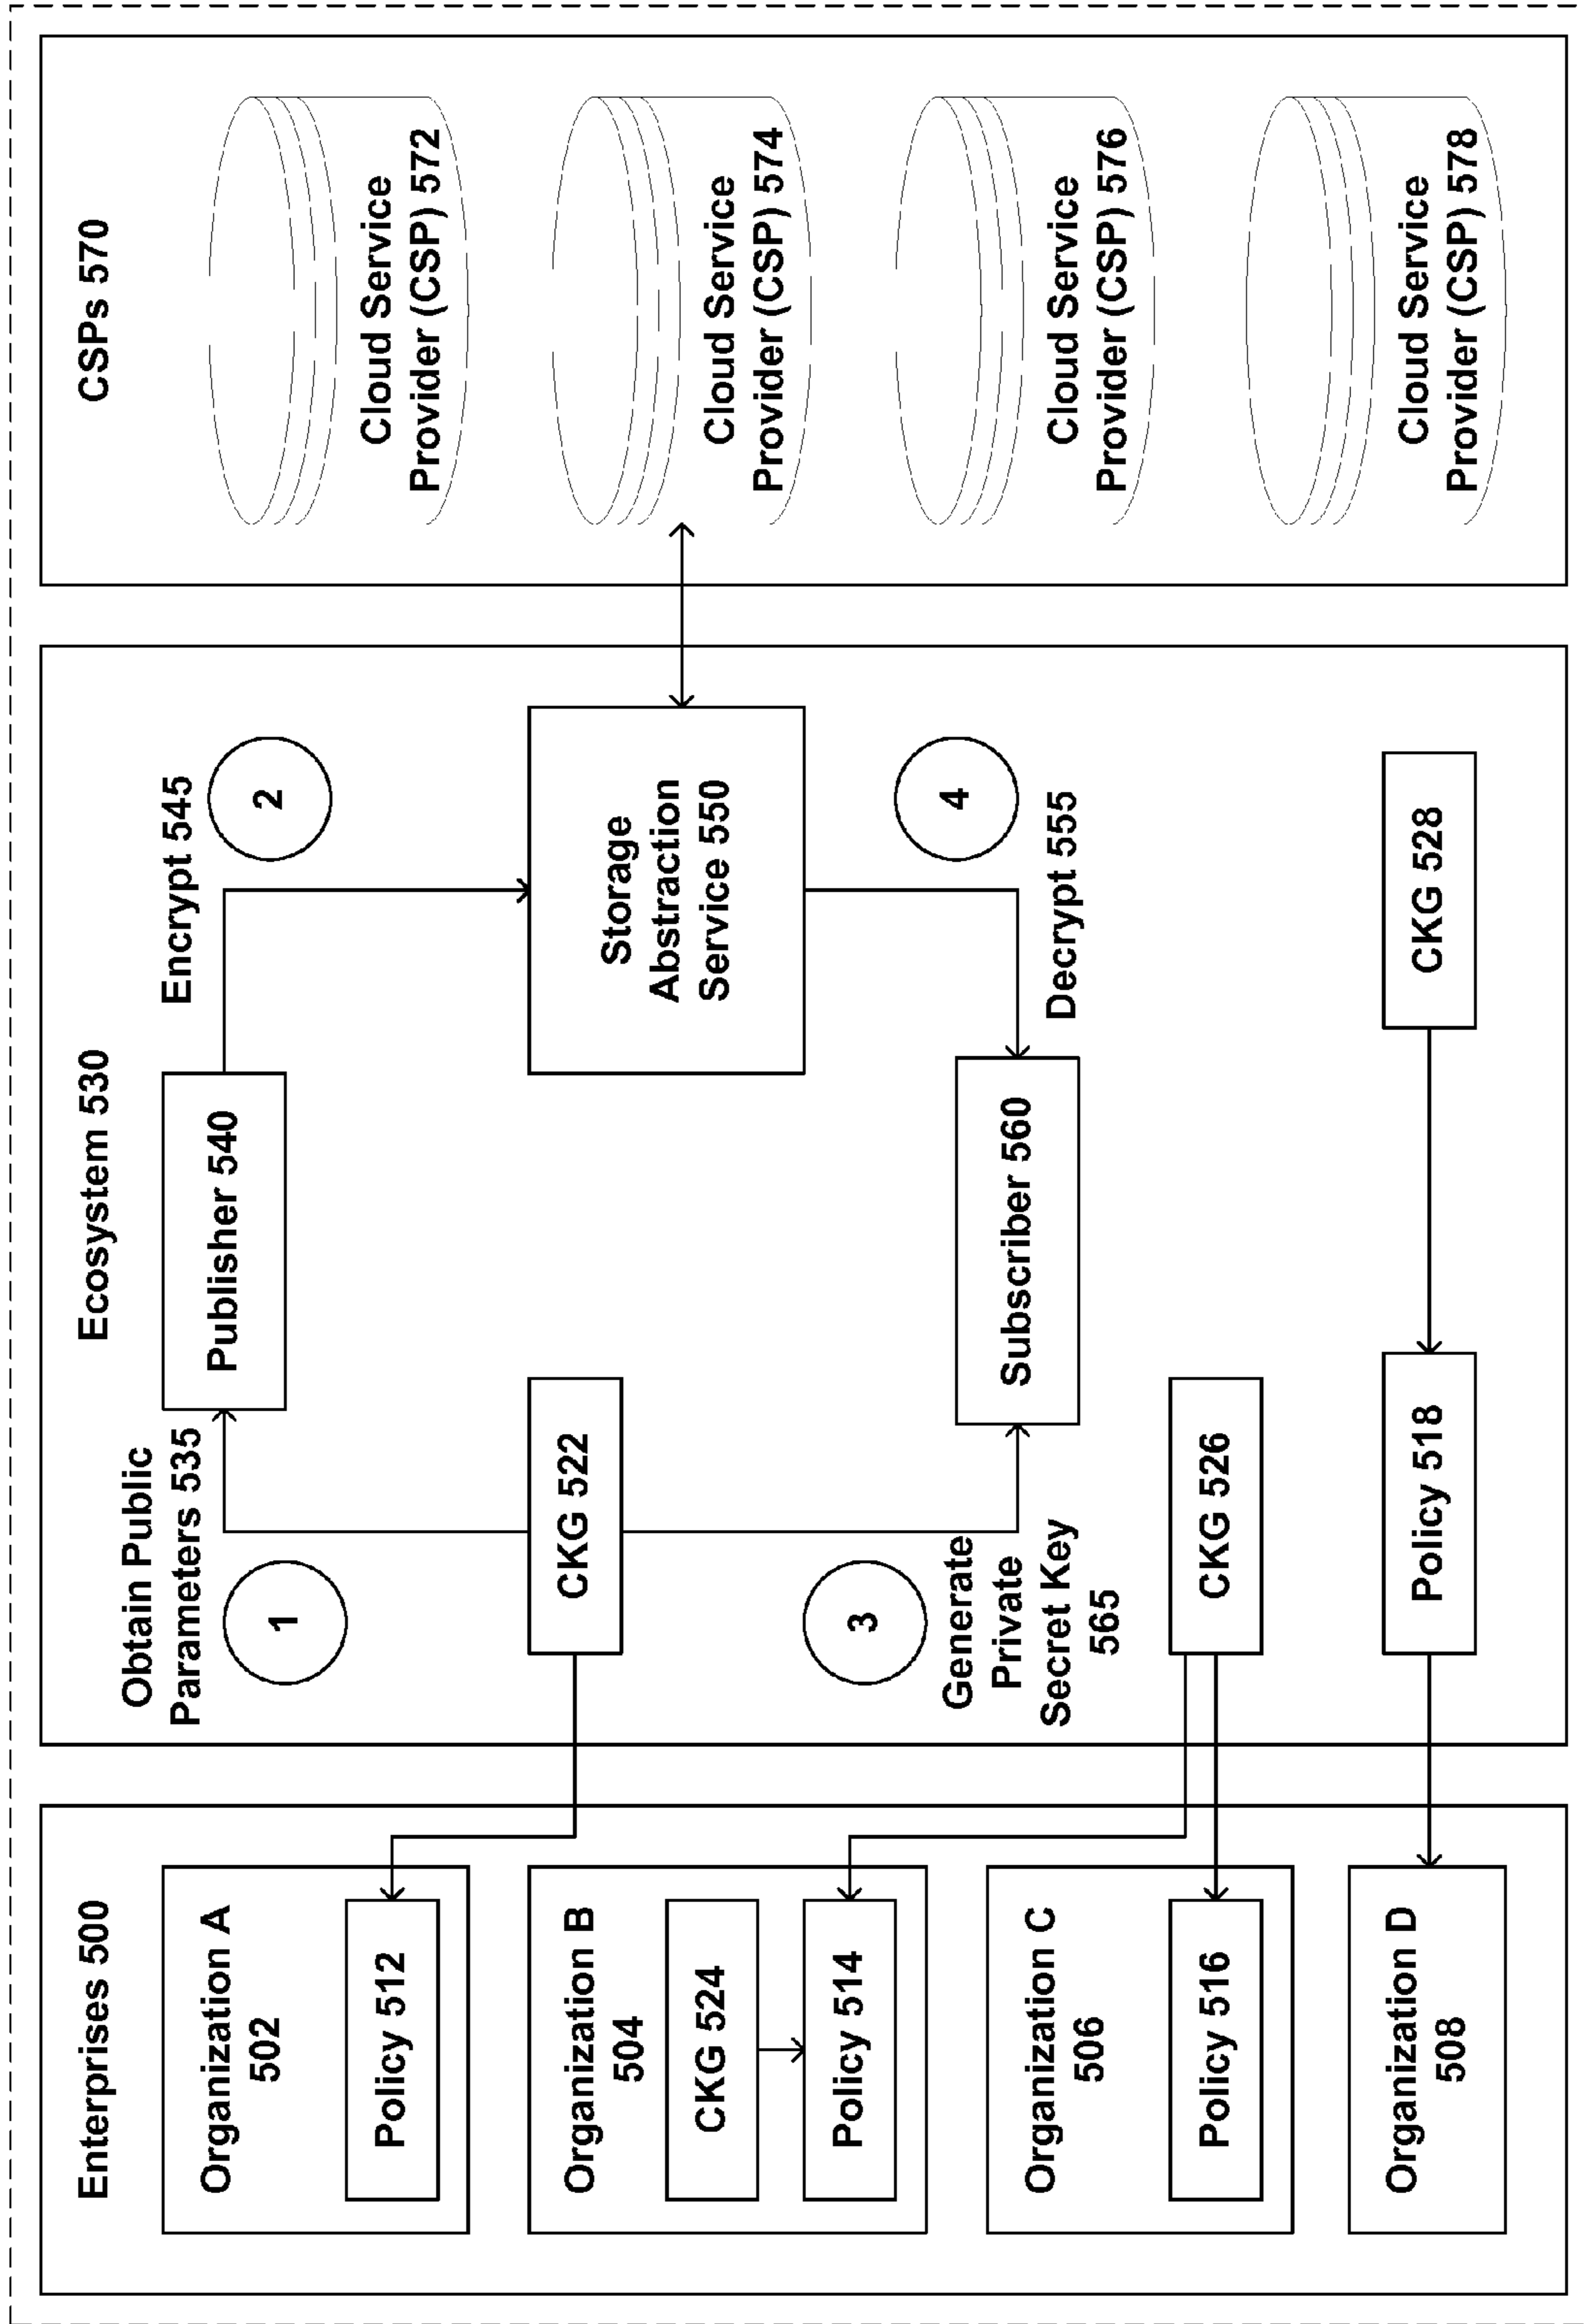 Enterprises 500
Organization A
502
Policy 512
Organization B
504
CKG 524
Policy 514
Organization C
506
Policy 516
Organization D
508
Ecosystem 530
Obtain Public
Parameters 535
1
Publisher 540
Encrypt 545
2
CKG 522
Storage
Abstraction
Service 550
3
Generate
Private
Secret Key
565
Subscriber 560
4
Decrypt 555
CKG 526
Policy 518
CKG 528
CSPs 570
Cloud Service
Provider (CSP) 572
Cloud Service
Provider (CSP) 574
Cloud Service
Provider (CSP) 576
Cloud Service
Provider (CSP) 578